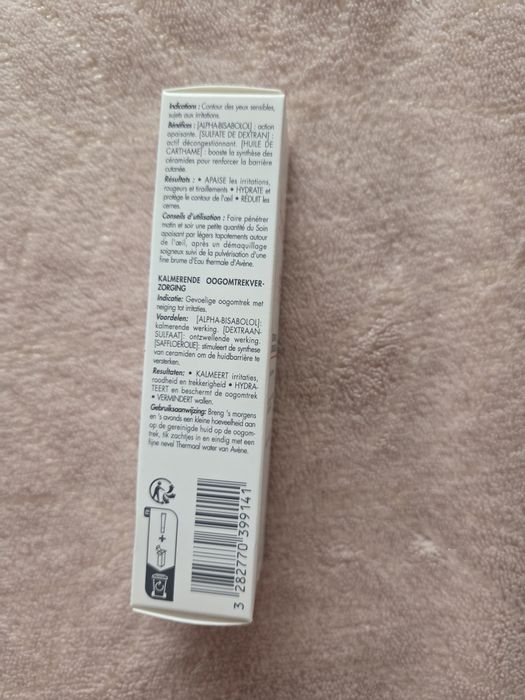 Indications : Contour des yeux sensibles,
sujets aux irritations.
Bénéfices : [ALPHA-BISABOLOL] : action
apaisante. [SULFATE DE DEXTRAN] :
actif décongestionnant. [HUILE DE
CARTHAME] : booste la synthèse des
céramides pour renforcer la barrière
cutanée.
Résultats : • APAISE les irritations,
rougeurs et tiraillements • HYDRATE et
protège le contour de l'œil • RÉDUIT les
cernes.
Conseils d'utilisation : Faire pénétrer
matin et soir une petite quantité du Soin
apaisant par légers tapotements autour
de l'œil, après un démaquillage
soigneux suivi de la pulvérisation d'une
fine brume d'Eau thermale d'Avène.
KALMERENDE OOGOMTREKVER-
ZORGING
Indicatie: Gevoelige oogomtrek met
neiging tot irritaties.
Voordelen: [ALPHA-BISABOLOL]:
kalmerende werking. [DEXTRAAN-
SULFAAT]: ontzwellende werking.
[SAFFLOEROLIE]: stimuleert de synthese
van ceramiden om de huidbarrière te
versterken.
Resultaten: • KALMEERT irritaties,
roodheid en trekkerigheid • HYDRA-
TEERT en beschermt de oogomtrek
• VERMINDERT wallen.
Gebruiksaanwijzing: Breng 's morgens
en 's avonds een kleine hoeveelheid aan
op de gereinigde huid op de oogom-
trek, tik zachtjes in en eindig met een
fijne nevel Thermaal water van Avène.
3 282770 399141